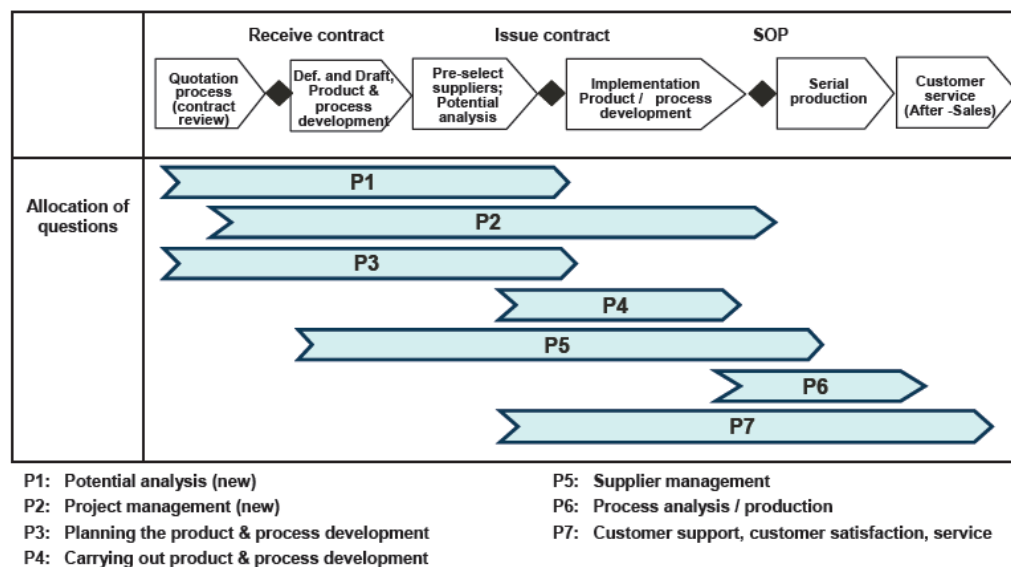 Receive contract
Issue contract
SOP
Quotation
process
(contract
review)
Def. and Draft;
Product &
process
development
Pre-select
suppliers;
Potential
analysis
Implementation
Product / process
development
Serial
production
Customer
service
(After -Sales)
Allocation of
questions
P1
P2
P3
P4
P5
P6
P7
P1: Potential analysis (new)
P2: Project management (new)
P3: Planning the product & process development
P4: Carrying out product & process development
P5: Supplier management
P6: Process analysis / production
P7: Customer support, customer satisfaction, service